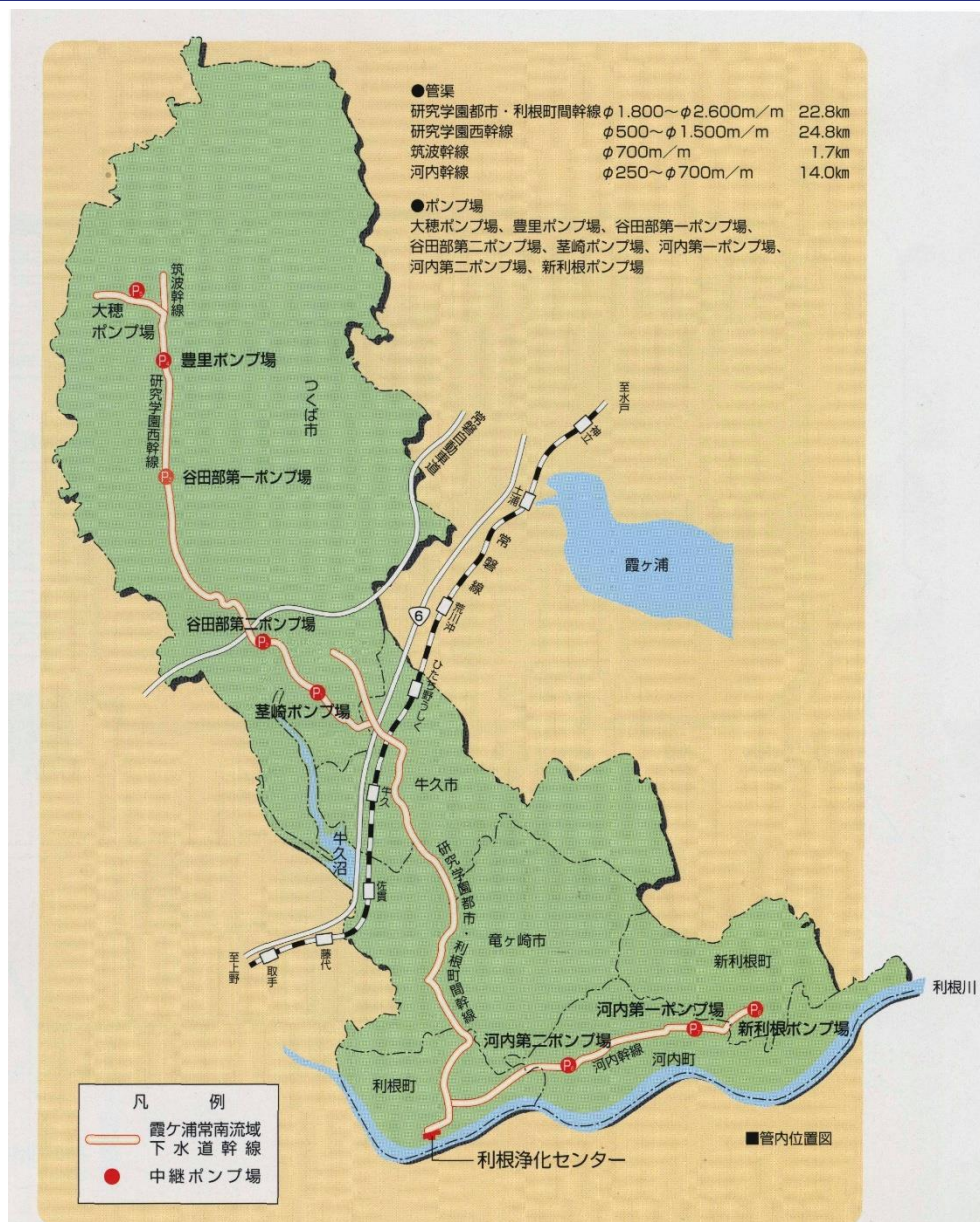 ●管渠
研究学園都市・利根町間幹線φ1.800～φ2.600m／m 22.8km
研究学園西幹線 φ500～φ1.500m／m 24.8km
筑波幹線 φ700m／m 1.7km
河内幹線 φ250～φ700m／m 14.0km
●ポンプ場
大穂ポンプ場、豊里ポンプ場、谷田部第一ポンプ場、
谷田部第二ポンプ場、茎崎ポンプ場、河内第一ポンプ場、
河内第二ポンプ場、新利根ポンプ場
筑波幹線
P
大穂
ポンプ場
P
豊里ポンプ場
研究学園西幹線
つくば市
至水戸
神立
常磐自動車道
P
谷田部第一ポンプ場
土浦
常磐線
霞ヶ浦
荒川沖
6
谷田部第二ポンプ場
P
ひたち野うしく
P
茎崎ポンプ場
牛久市
牛久
牛久沼
研究学園都市・利根町間幹線
佐貫
竜ヶ崎市
藤代
取手
至上野
新利根町
利根川
河内第一ポンプ場
P
P
新利根ポンプ場
河内第二ポンプ場
P
河内幹線
河内町
利根町
凡例
霞ケ浦常南流域
下水道幹線
中継ポンプ場
■管内位置図
利根浄化センター